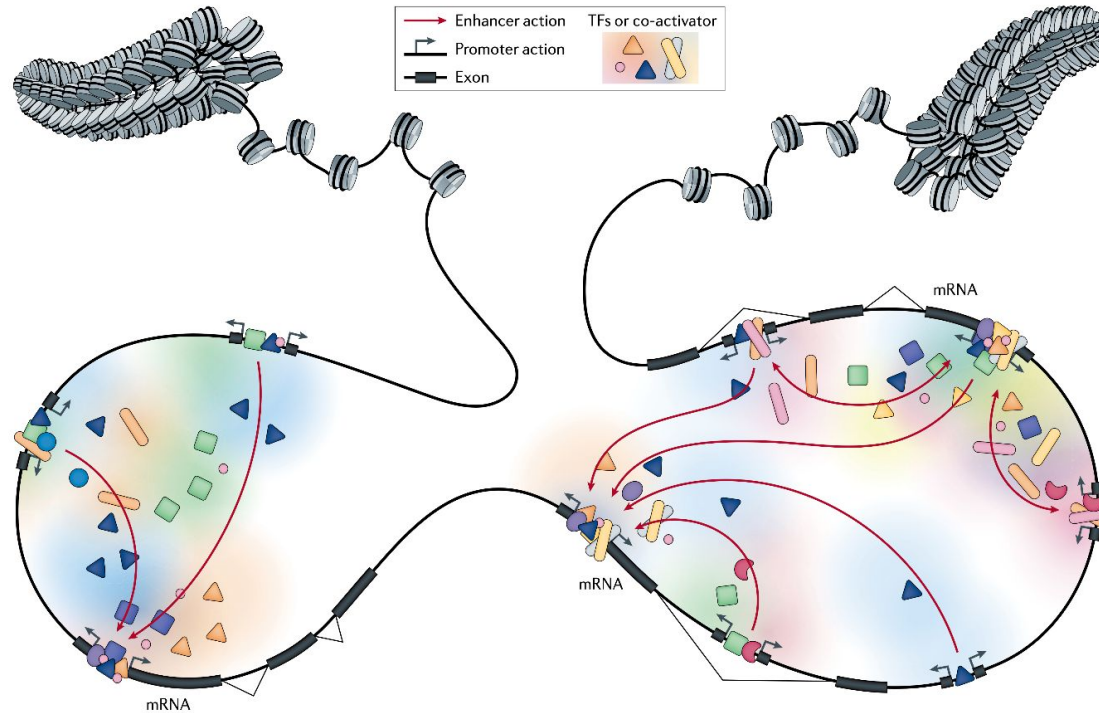 Enhancer action
TFs or co-activator
Promoter action
Exon
mRNA
mRNA
mRNA